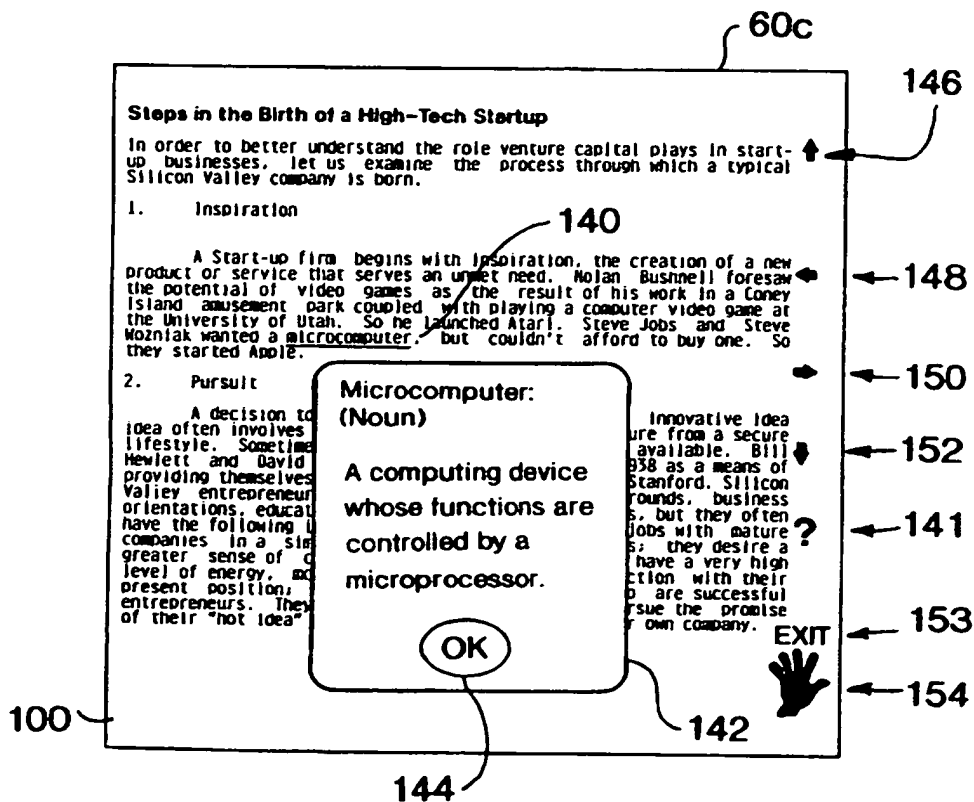 60c
146
Steps in the Birth of a High-Tech Startup
In order to better understand the role venture capital plays in start-
up businesses, let us examine the process through which a typical
Silicon Valley company is born.
1. Inspiration
140
A Start-up firm begins with inspiration, the creation of a new
product or service that serves an unmet need. Nolan Bushnell foresaw
148
the potential of video games as the result of his work in a Coney
Island amusement park coupled with playing a computer video game at
the University of Utah. So he launched Atari. Steve Jobs and Steve
Wozniak wanted a microcomputer, but couldn't afford to buy one. So
they started Apple.
150
2. Pursuit
Microcomputer:
(Noun)
A computing device
whose functions are
controlled by a
microprocessor.
OK
A decision to
idea often involves
lifestyle. Sometime
Hewlett and David
providing themselves
Valley entrepreneur
orientations, educat
have the following i
companies in a sim
greater sense of c
level of energy, mo
present position,
entrepreneurs. They
of their "hot idea"
innovative idea
ure from a secure
available. Bill
938 as a means of
Stanford. Silicon
rounds, business
s, but they often
jobs with mature
s; they desire a
have a very high
ction with their
o are successful
rsue the promise
r own company.
152
?
141
EXIT
153
154
100
142
144